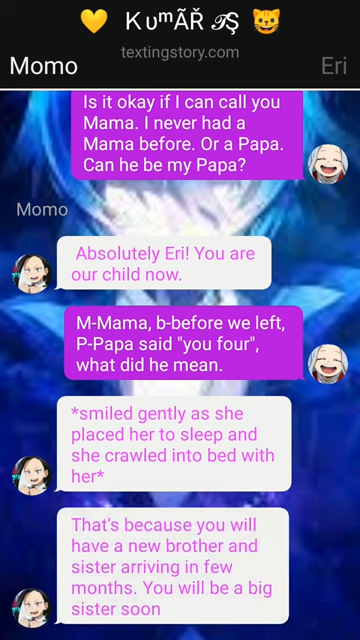 💛 KυᵐÃŘ 𝒯Ş 😺
textingstory.com
Momo
Eri
Is it okay if I can call you
Mama. I never had a
Mama before. Or a Papa.
Can he be my Papa?
Momo
Absolutely Eri! You are
our child now.
M-Mama, b-before we left,
P-Papa said "you four",
what did he mean.
*smiled gently as she
placed her to sleep and
she crawled into bed with
her*
That's because you will
have a new brother and
sister arriving in few
months. You will be a big
sister soon